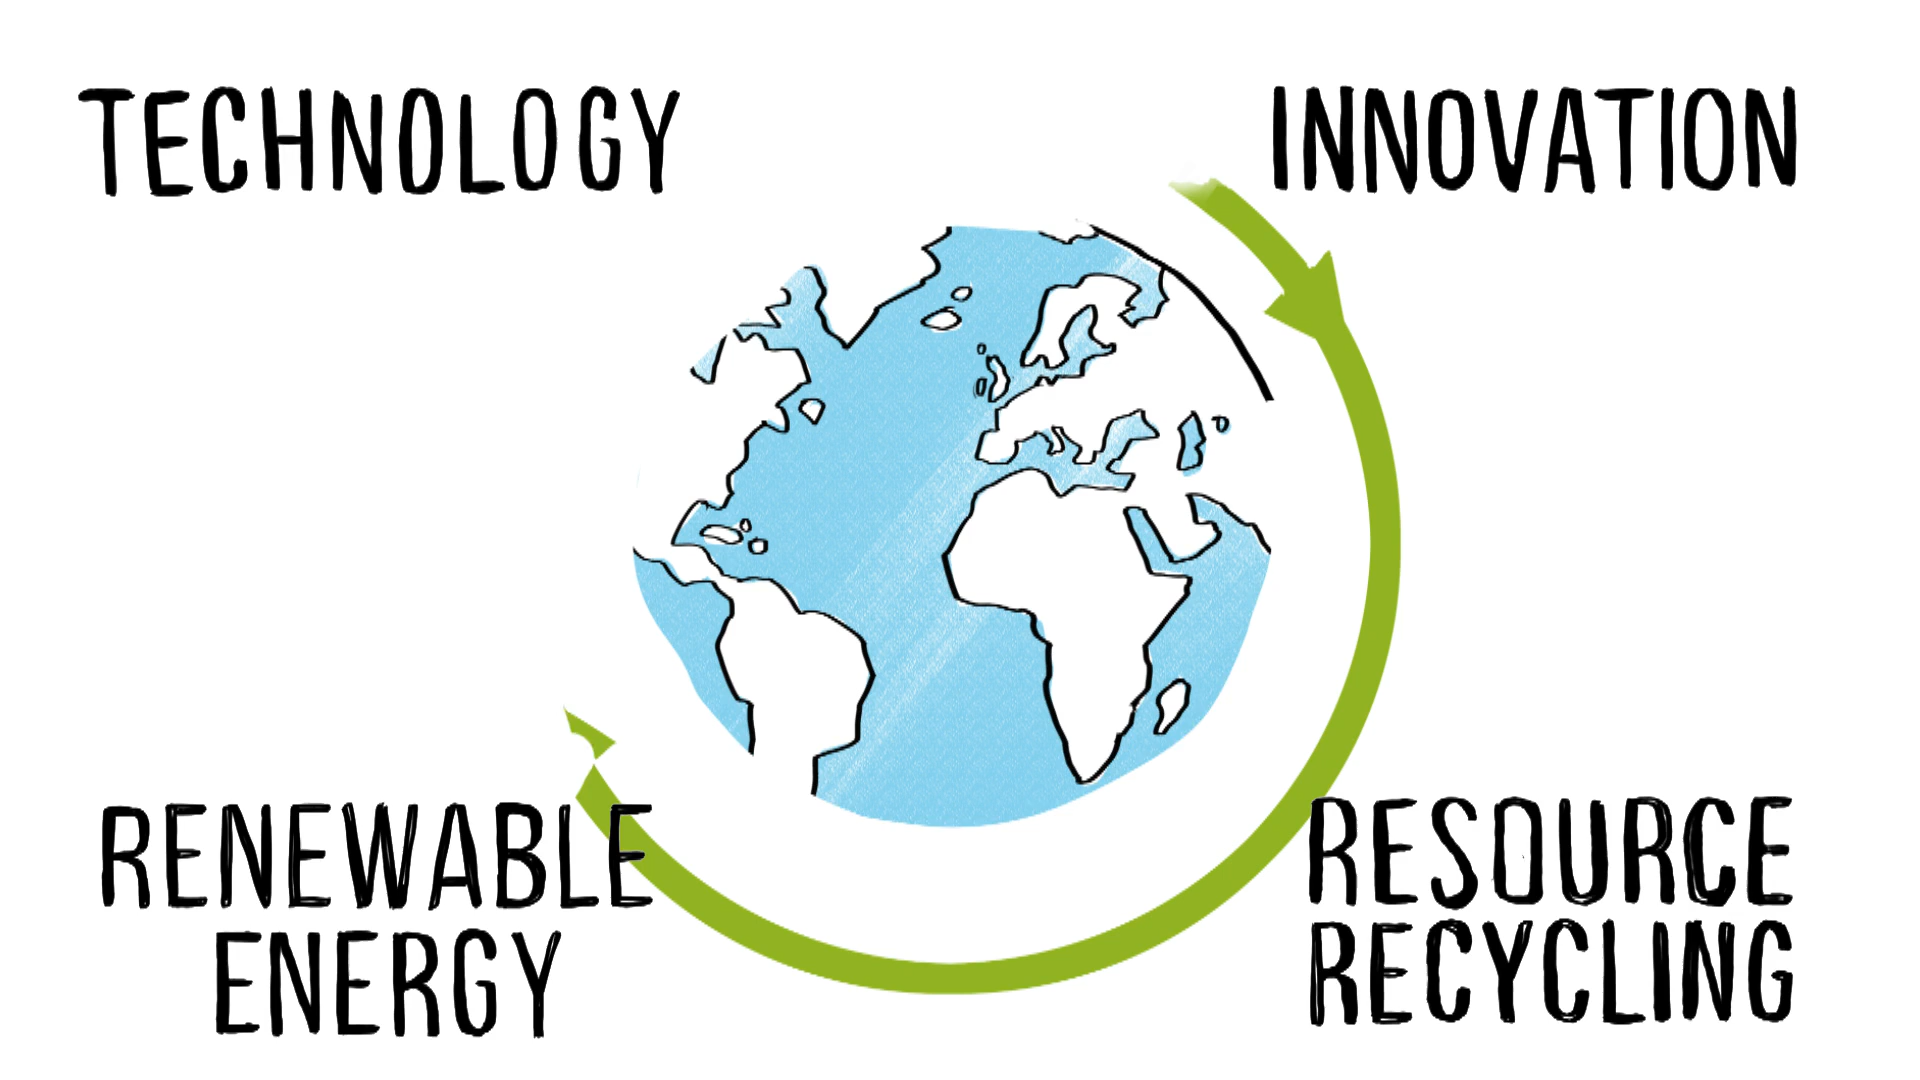 TECHNOLOGY
INNOVATION
RENEWABLE
ENERGY
RESOURCE
RECYCLING